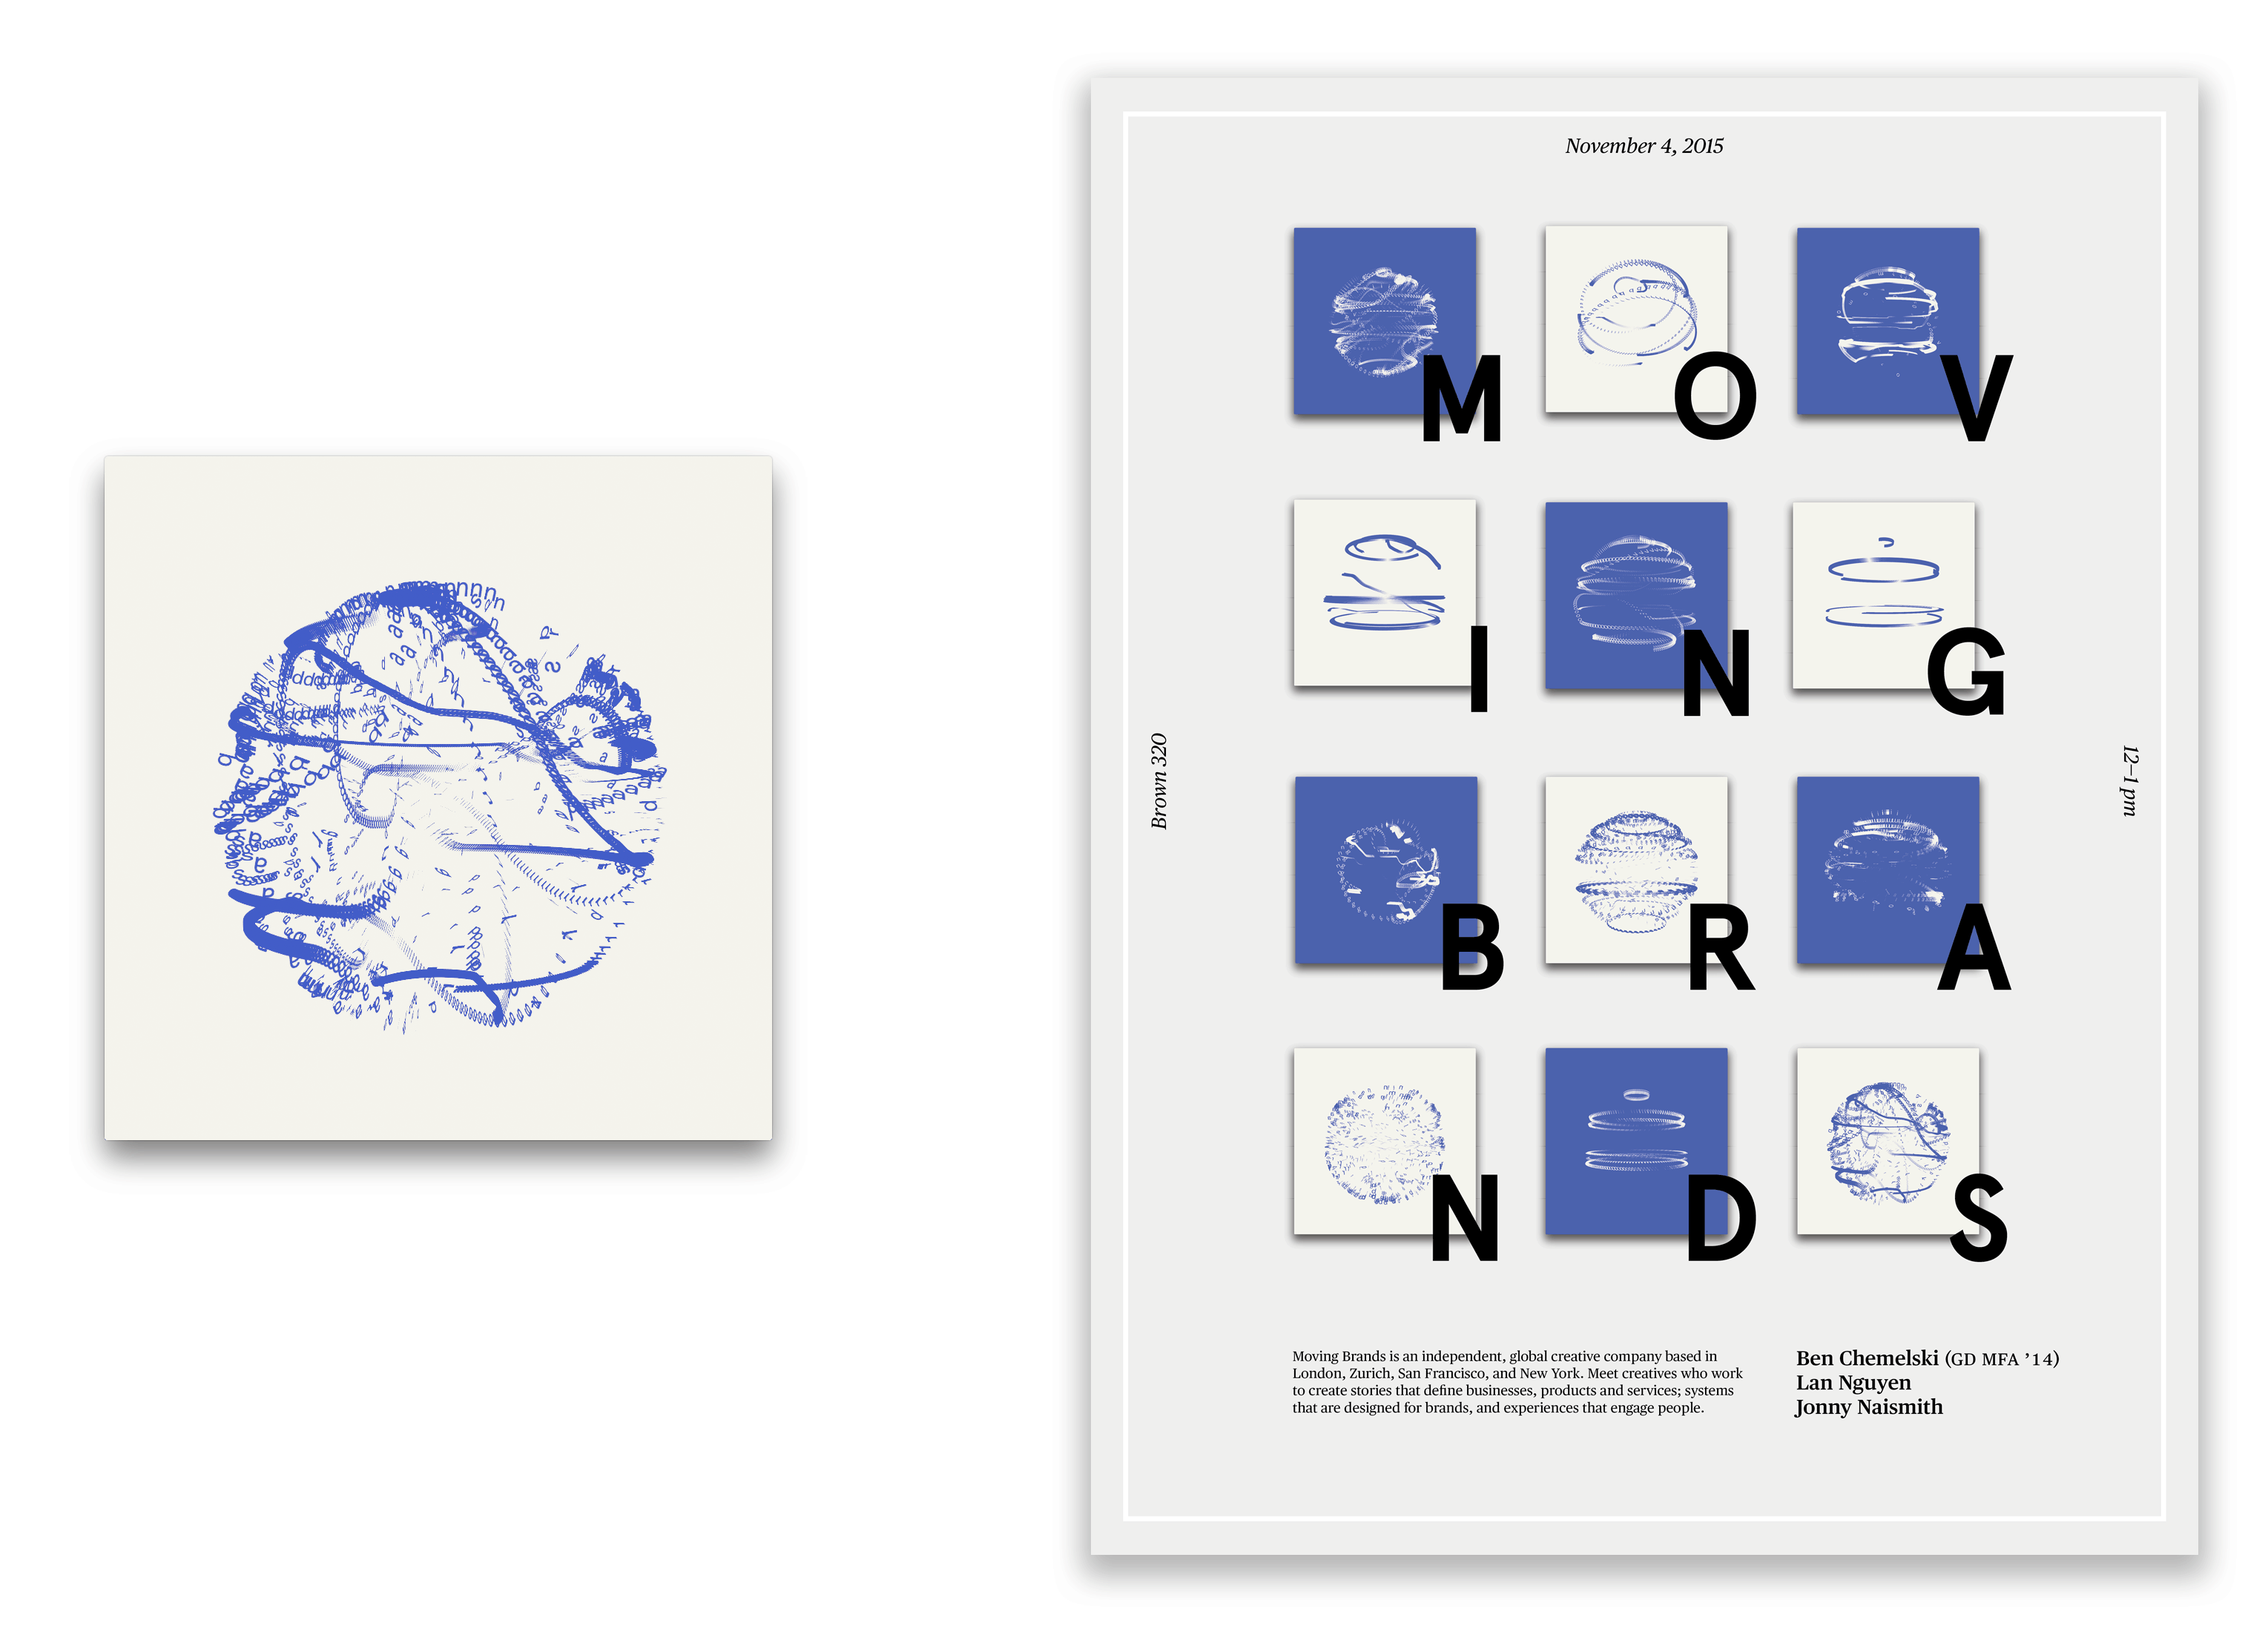 November 4, 2015
M O V
I N G
Brown 320
12–1 pm
B R A
N D S
Moving Brands is an independent, global creative company based in
London, Zurich, San Francisco, and New York. Meet creatives who work
to create stories that define businesses, products and services; systems
that are designed for brands, and experiences that engage people.
Ben Chemelski (GD MFA ’14)
Lan Nguyen
Jonny Naismith